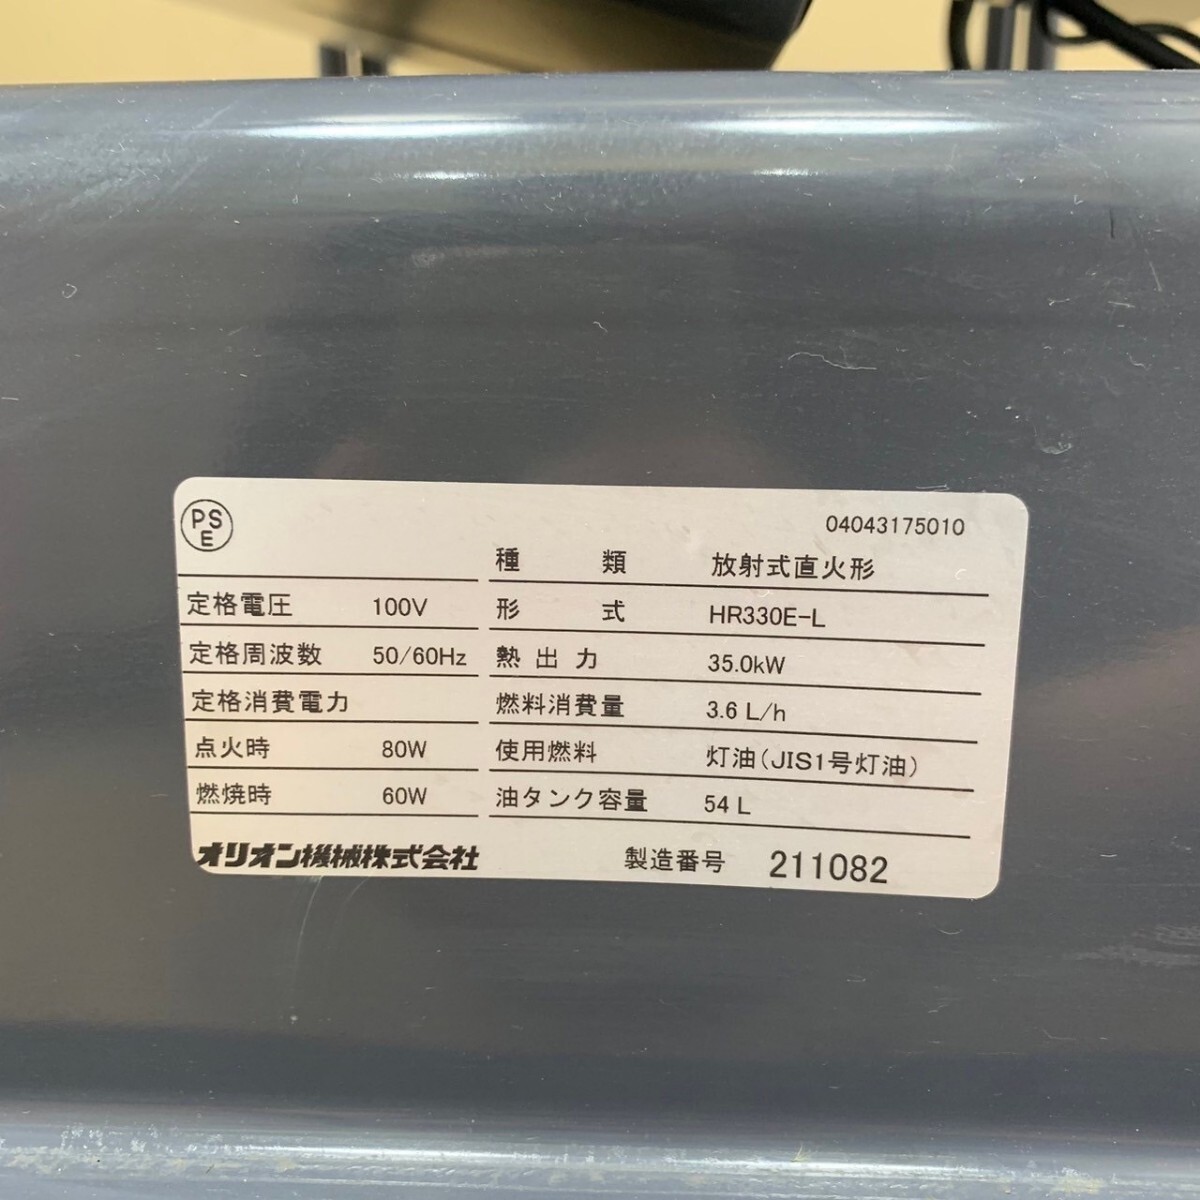 PS
E
04043175010
種 類 放射式直火形
定格電圧 100V 形 式 HR330E-L
定格周波数 50/60Hz 熱出力 35.0kW
定格消費電力 燃料消費量 3.6 L/h
点火時 80W 使用燃料 灯油(JIS1号灯油)
燃焼時 60W 油タンク容量 54 L
オリオン機械株式会社 製造番号 211082